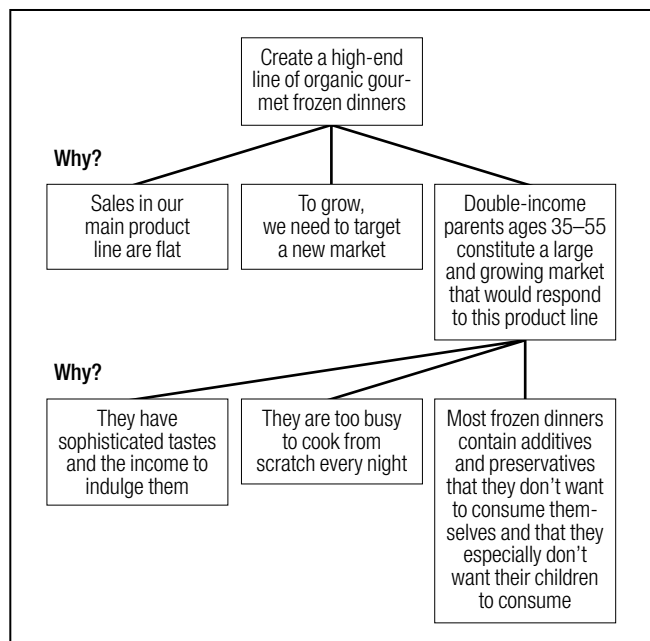 Create a high-end
line of organic gour-
met frozen dinners
Why?
Sales in our
main product
line are flat
To grow,
we need to target
a new market
Double-income
parents ages 35–55
constitute a large
and growing market
that would respond
to this product line
Why?
They have
sophisticated tastes
and the income to
indulge them
They are too busy
to cook from
scratch every night
Most frozen dinners
contain additives
and preservatives
that they don’t want
to consume them-
selves and that they
especially don’t
want their children
to consume